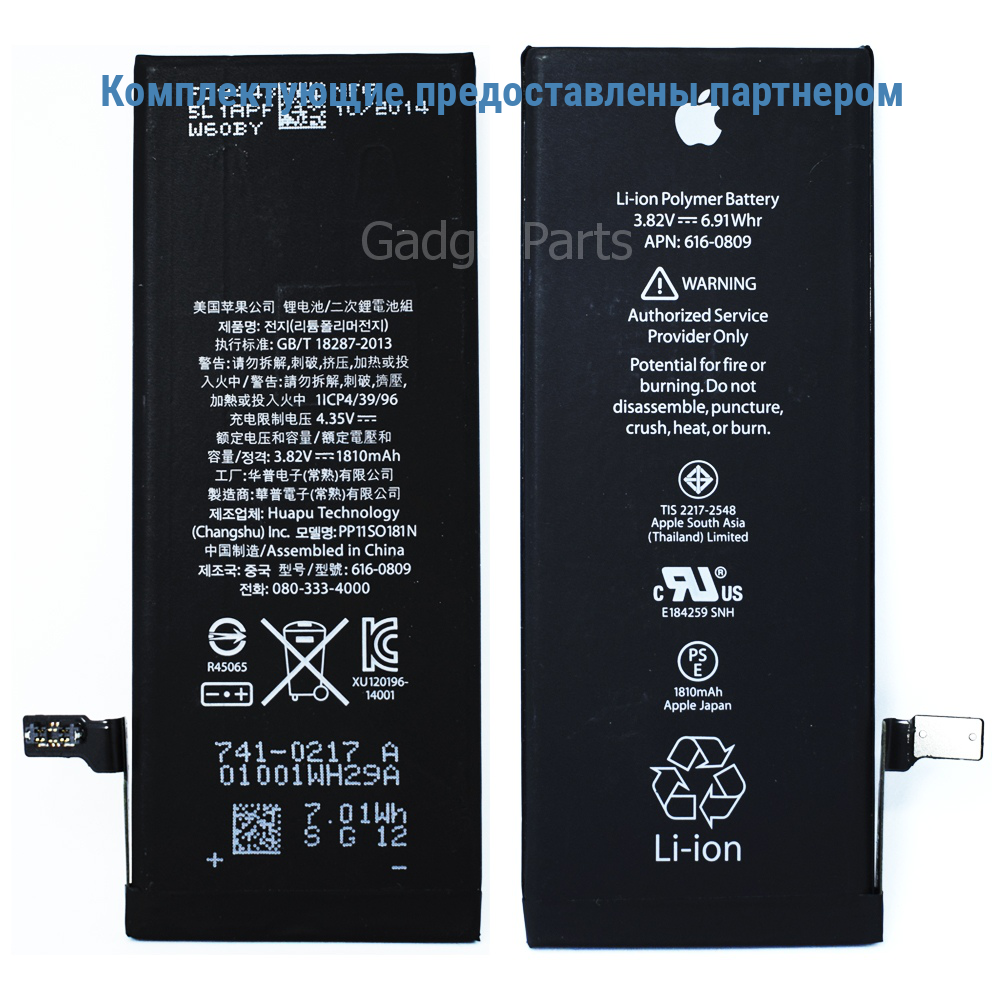 Комплектующие предоставлены партнером
5L1APF
10/2014
W60BY
Gadg Parts
美国苹果公司 锂电池/二次鋰電池組
제품명: 전지(리튬폴리머전지)
执行标准: GB/T 18287-2013
警告:请勿拆解,刺破,挤压,加热或投
入火中/警告:請勿拆解,刺破,擠壓,
加熱或投入火中 1ICP4/39/96
充电限制电压 4.35V⎓
额定电压和容量/額定電壓和
容量/정격: 3.82V⎓1810mAh
工厂:华普电子(常熟)有限公司
製造商:華普電子(常熟)有限公司
제조업체: Huapu Technology
(Changshu) Inc. 모델명: PP11SO181N
中国制造/Assembled in China
제조국: 중국 型号/型號: 616-0809
전화: 080-333-4000
R45065
XU120196-
14001
741-0217 A
01001WH29A
7.01Wh
S G 12
+ −
Li-ion Polymer Battery
3.82V⎓ 6.91Whr
APN: 616-0809
WARNING
Authorized Service
Provider Only
Potential for fire or
burning. Do not
disassemble, puncture,
crush, heat, or burn.
TIS 2217-2548
Apple South Asia
(Thailand) Limited
c RU® US
E184259 SNH
PS
E
1810mAh
Apple Japan
Li-ion